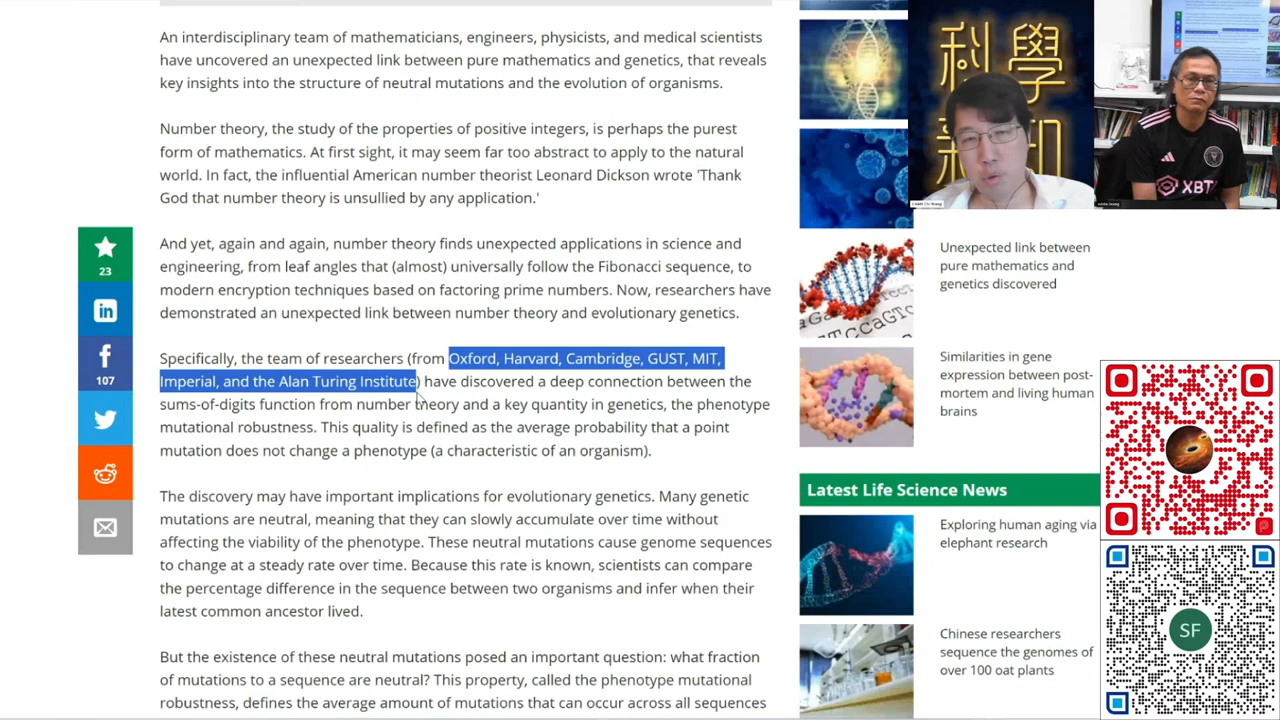 An interdisciplinary team of mathematicians, engineers, physicists, and medical scientists
have uncovered an unexpected link between pure mathematics and genetics, that reveals
key insights into the structure of neutral mutations and the evolution of organisms.
Number theory, the study of the properties of positive integers, is perhaps the purest
form of mathematics. At first sight, it may seem far too abstract to apply to the natural
world. In fact, the influential American number theorist Leonard Dickson wrote 'Thank
God that number theory is unsullied by any application.'
And yet, again and again, number theory finds unexpected applications in science and
engineering, from leaf angles that (almost) universally follow the Fibonacci sequence, to
modern encryption techniques based on factoring prime numbers. Now, researchers have
demonstrated an unexpected link between number theory and evolutionary genetics.
Specifically, the team of researchers (from Oxford, Harvard, Cambridge, GUST, MIT,
Imperial, and the Alan Turing Institute) have discovered a deep connection between the
sums-of-digits function from number theory and a key quantity in genetics, the phenotype
mutational robustness. This quality is defined as the average probability that a point
mutation does not change a phenotype (a characteristic of an organism).
The discovery may have important implications for evolutionary genetics. Many genetic
mutations are neutral, meaning that they can slowly accumulate over time without
affecting the viability of the phenotype. These neutral mutations cause genome sequences
to change at a steady rate over time. Because this rate is known, scientists can compare
the percentage difference in the sequence between two organisms and infer when their
latest common ancestor lived.
But the existence of these neutral mutations posed an important question: what fraction
of mutations to a sequence are neutral? This property, called the phenotype mutational
robustness, defines the average amount of mutations that can occur across all sequences
23
in
f
107
科學
新知
XBT
Unexpected link between
pure mathematics and
genetics discovered
Similarities in gene
expression between post-
mortem and living human
brains
Latest Life Science News
Exploring human aging via
elephant research
Chinese researchers
sequence the genomes of
over 100 oat plants
SF